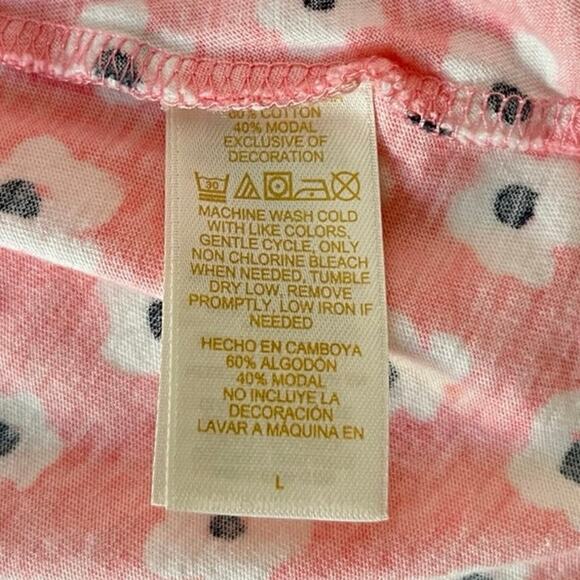 60% COTTON
40% MODAL
EXCLUSIVE OF
DECORATION
30
MACHINE WASH COLD
WITH LIKE COLORS,
GENTLE CYCLE, ONLY
NON CHLORINE BLEACH
WHEN NEEDED, TUMBLE
DRY LOW, REMOVE
PROMPTLY, LOW IRON IF
NEEDED
HECHO EN CAMBOYA
60% ALGODÓN
40% MODAL
NO INCLUYE LA
DECORACIÓN
LAVAR A MÁQUINA EN
L